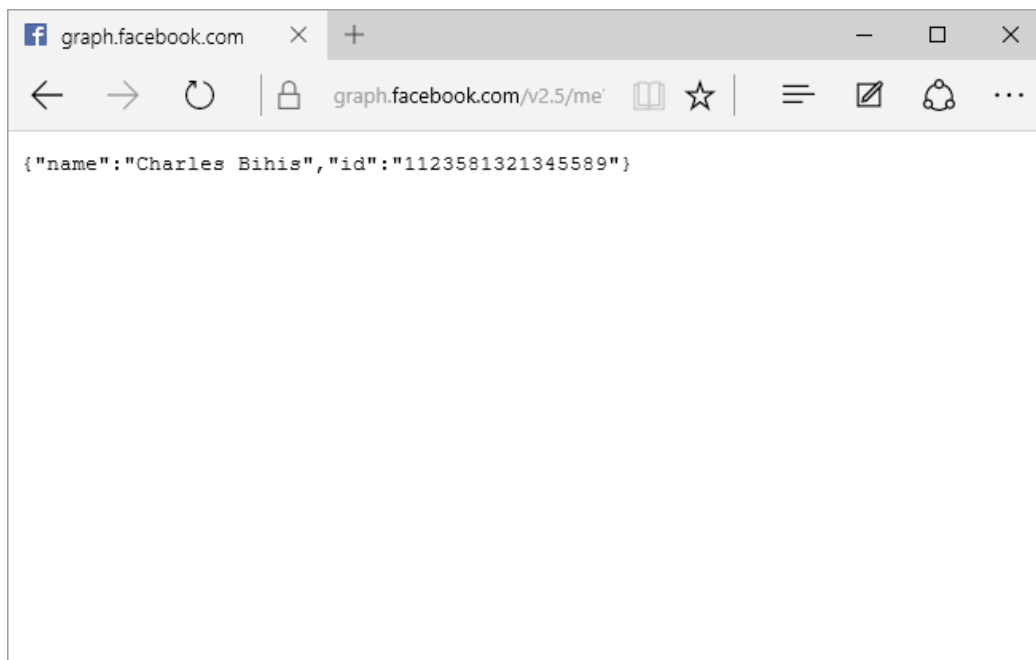 graph.facebook.com
graph.facebook.com/v2.5/me
{"name":"Charles Bihis","id":"1123581321345589"}